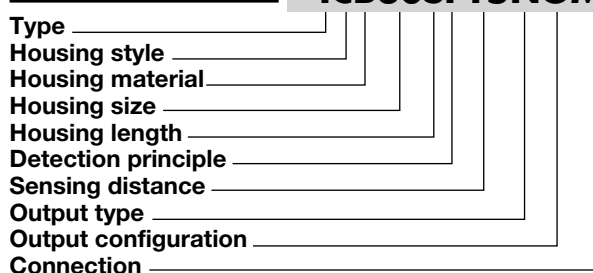 Type
Housing style
Housing material
Housing size
Housing length
Detection principle
Sensing distance
Output type
Output configuration
Connection